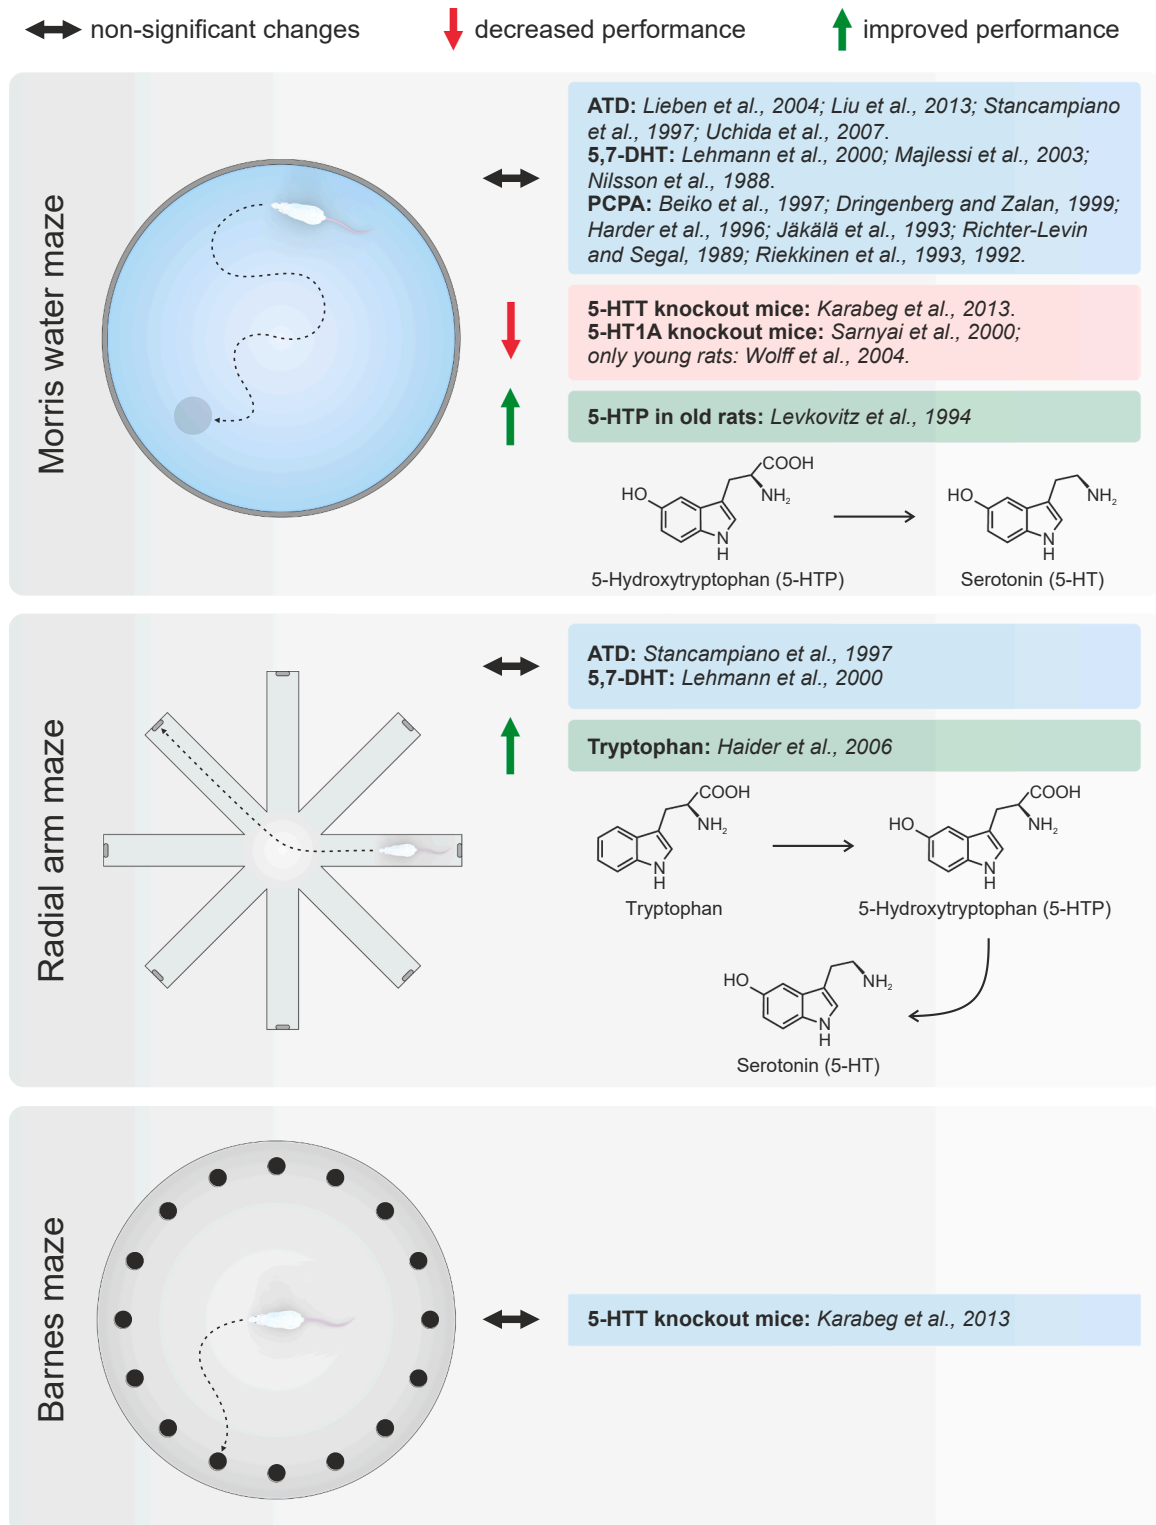 non-significant changes
decreased performance
improved performance
Morris water maze
ATD: Lieben et al., 2004; Liu et al., 2013; Stancampiano
et al., 1997; Uchida et al., 2007.
5,7-DHT: Lehmann et al., 2000; Majlessi et al., 2003;
Nilsson et al., 1988.
PCPA: Beiko et al., 1997; Dringenberg and Zalan, 1999;
Harder et al., 1996; Jäkälä et al., 1993; Richter-Levin
and Segal, 1989; Riekkinen et al., 1993, 1992.
5-HTT knockout mice: Karabeg et al., 2013.
5-HT1A knockout mice: Sarnyai et al., 2000;
only young rats: Wolff et al., 2004.
5-HTP in old rats: Levkovitz et al., 1994
COOH
HO
NH₂
N
H
HO
NH₂
N
H
5-Hydroxytryptophan (5-HTP)
Serotonin (5-HT)
Radial arm maze
ATD: Stancampiano et al., 1997
5,7-DHT: Lehmann et al., 2000
Tryptophan: Haider et al., 2006
COOH
NH₂
N
H
COOH
HO
NH₂
N
H
Tryptophan
5-Hydroxytryptophan (5-HTP)
HO
NH₂
N
H
Serotonin (5-HT)
Barnes maze
5-HTT knockout mice: Karabeg et al., 2013